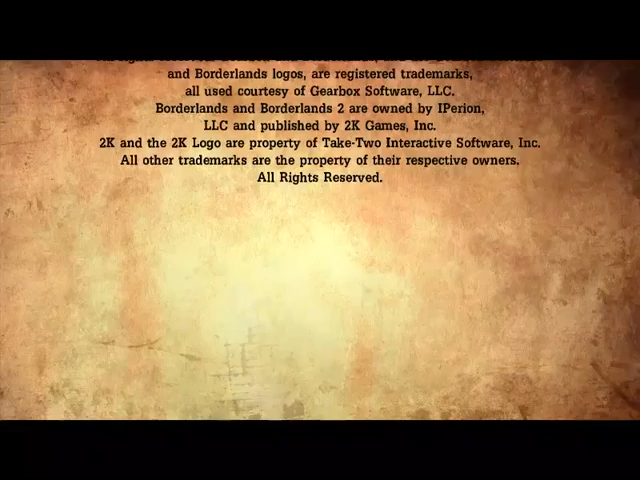 and Borderlands logos, are registered trademarks,
all used courtesy of Gearbox Software, LLC.
Borderlands and Borderlands 2 are owned by IPerion,
LLC and published by 2K Games, Inc.
2K and the 2K Logo are property of Take-Two Interactive Software, Inc.
All other trademarks are the property of their respective owners.
All Rights Reserved.